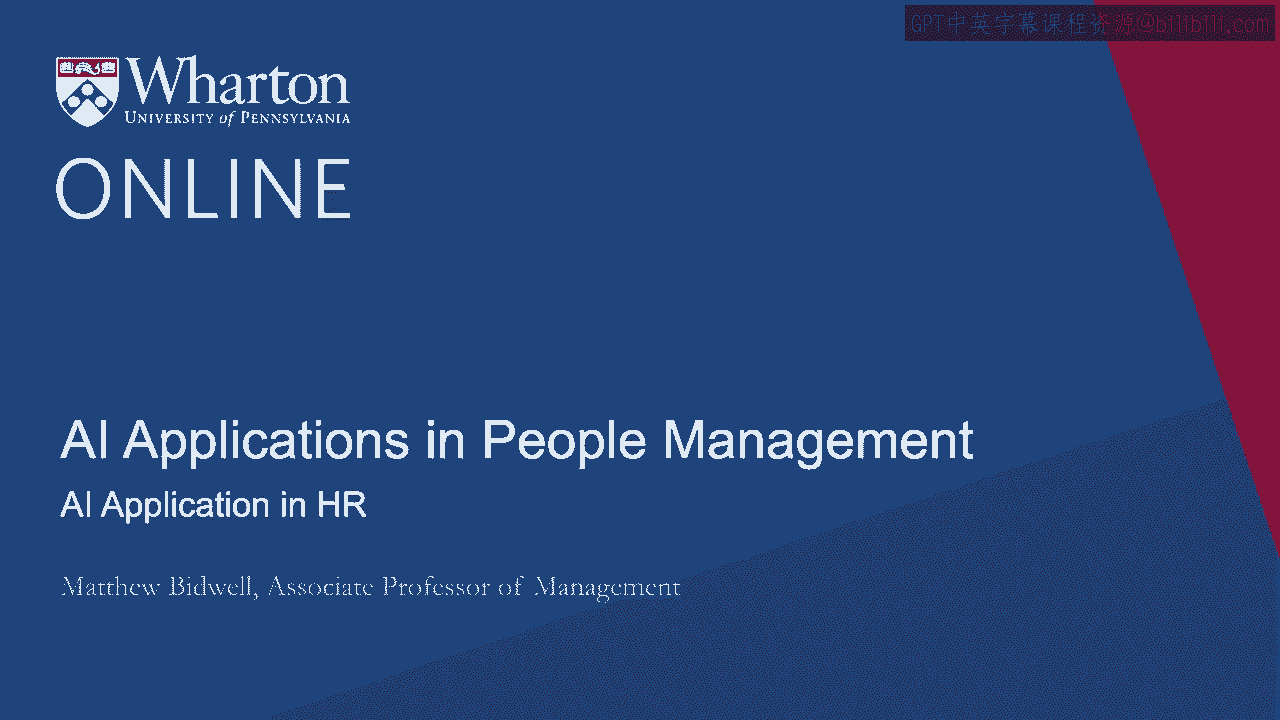 GPT中英字幕课程资源@bilibili.com
Wharton
UNIVERSITY of PENNSYLVANIA
ONLINE
AI Applications in People Management
AI Application in HR
Matthew Bidwell, Associate Professor of Management